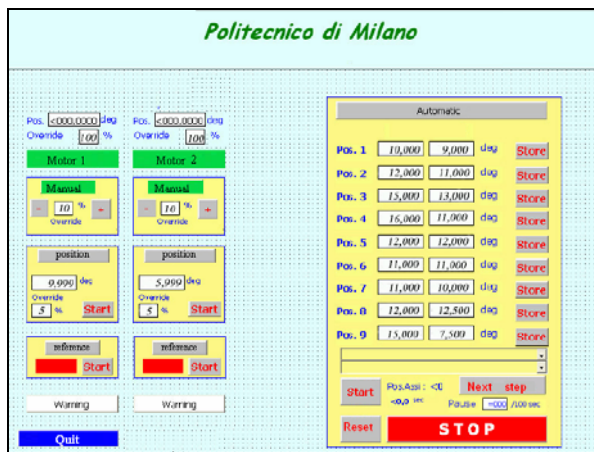 Politecnico di Milano
Pos. <000,0000 deg
Override 100 %
Motor 1
Manual
- 10 % +
Override
position
9,999 deg
Override
5 % Start
reference
Start
Warning
Quit
Pos. <000,0000 deg
Override 100 %
Motor 2
Manual
- 10 % +
Override
position
5,999 deg
Override
5 % Start
reference
Start
Warning
Automatic
Pos. 1 10,000 9,000 deg Store
Pos. 2 12,000 11,000 deg Store
Pos. 3 15,000 13,000 deg Store
Pos. 4 16,000 11,000 deg Store
Pos. 5 12,000 12,000 deg Store
Pos. 6 11,000 11,000 deg Store
Pos. 7 11,000 10,000 deg Store
Pos. 8 12,000 12,500 deg Store
Pos. 9 15,000 7,500 deg Store
Start Pos.Assi : <0 Next step
<0,0 sec Pause <000 /100 sec
Reset STOP